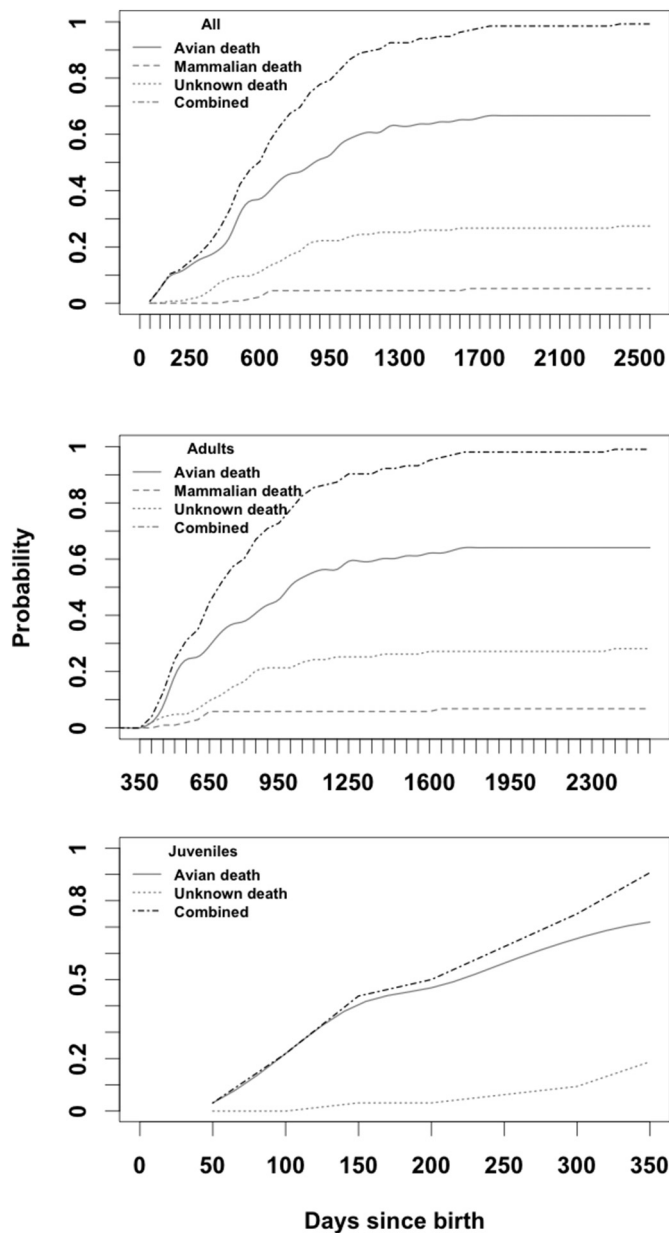 All
Avian death
Mammalian death
Unknown death
Combined
0 0.2 0.4 0.6 0.8 1
0 250 600 950 1300 1700 2100 2500
Adults
Avian death
Mammalian death
Unknown death
Combined
0 0.2 0.4 0.6 0.8 1
350 650 950 1250 1600 1950 2300
Probability
Juveniles
Avian death
Unknown death
Combined
0 0.2 0.5 0.8 1
0 50 100 150 200 250 300 350
Days since birth